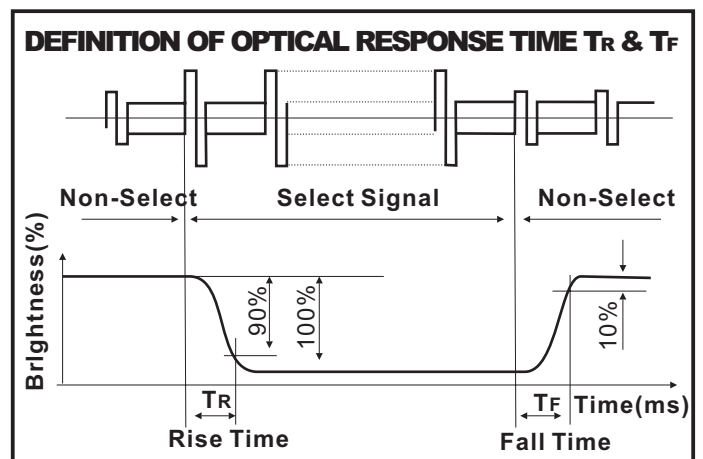 DEFINITION OF OPTICAL RESPONSE TIME TR & TF
Non-Select
Select Signal
Non-Select
BrIghtness(%)
90%
100%
10%
TR
TF
Time(ms)
Rise Time
Fall Time